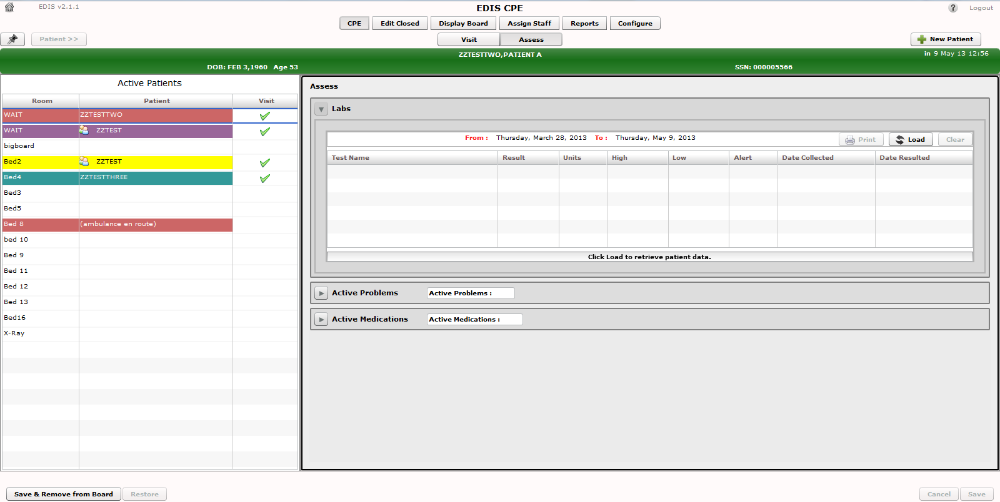 EDIS v2.1.1
EDIS CPE
? Logout
CPE Edit Closed Display Board Assign Staff Reports Configure
Patient >> Visit Assess New Patient
ZZTESTTWO,PATIENT A
in 9 May 13 12:56
DOB: FEB 3,1960 Age 53 SSN: 000005566
Active Patients
Room Patient Visit
WAIT ZZTESTTWO
WAIT ZZTEST
bigboard
Bed2 ZZTEST
Bed4 ZZTESTTHREE
Bed3
Bed5
Bed 8 (ambulance en route)
bed 10
Bed 9
Bed 11
Bed 12
Bed 13
Bed16
X-Ray
Assess
Labs
From : Thursday, March 28, 2013 To : Thursday, May 9, 2013 Print Load Clear
Test Name Result Units High Low Alert Date Collected Date Resulted
Click Load to retrieve patient data.
Active Problems Active Problems :
Active Medications Active Medications :
Save & Remove from Board Restore Cancel Save